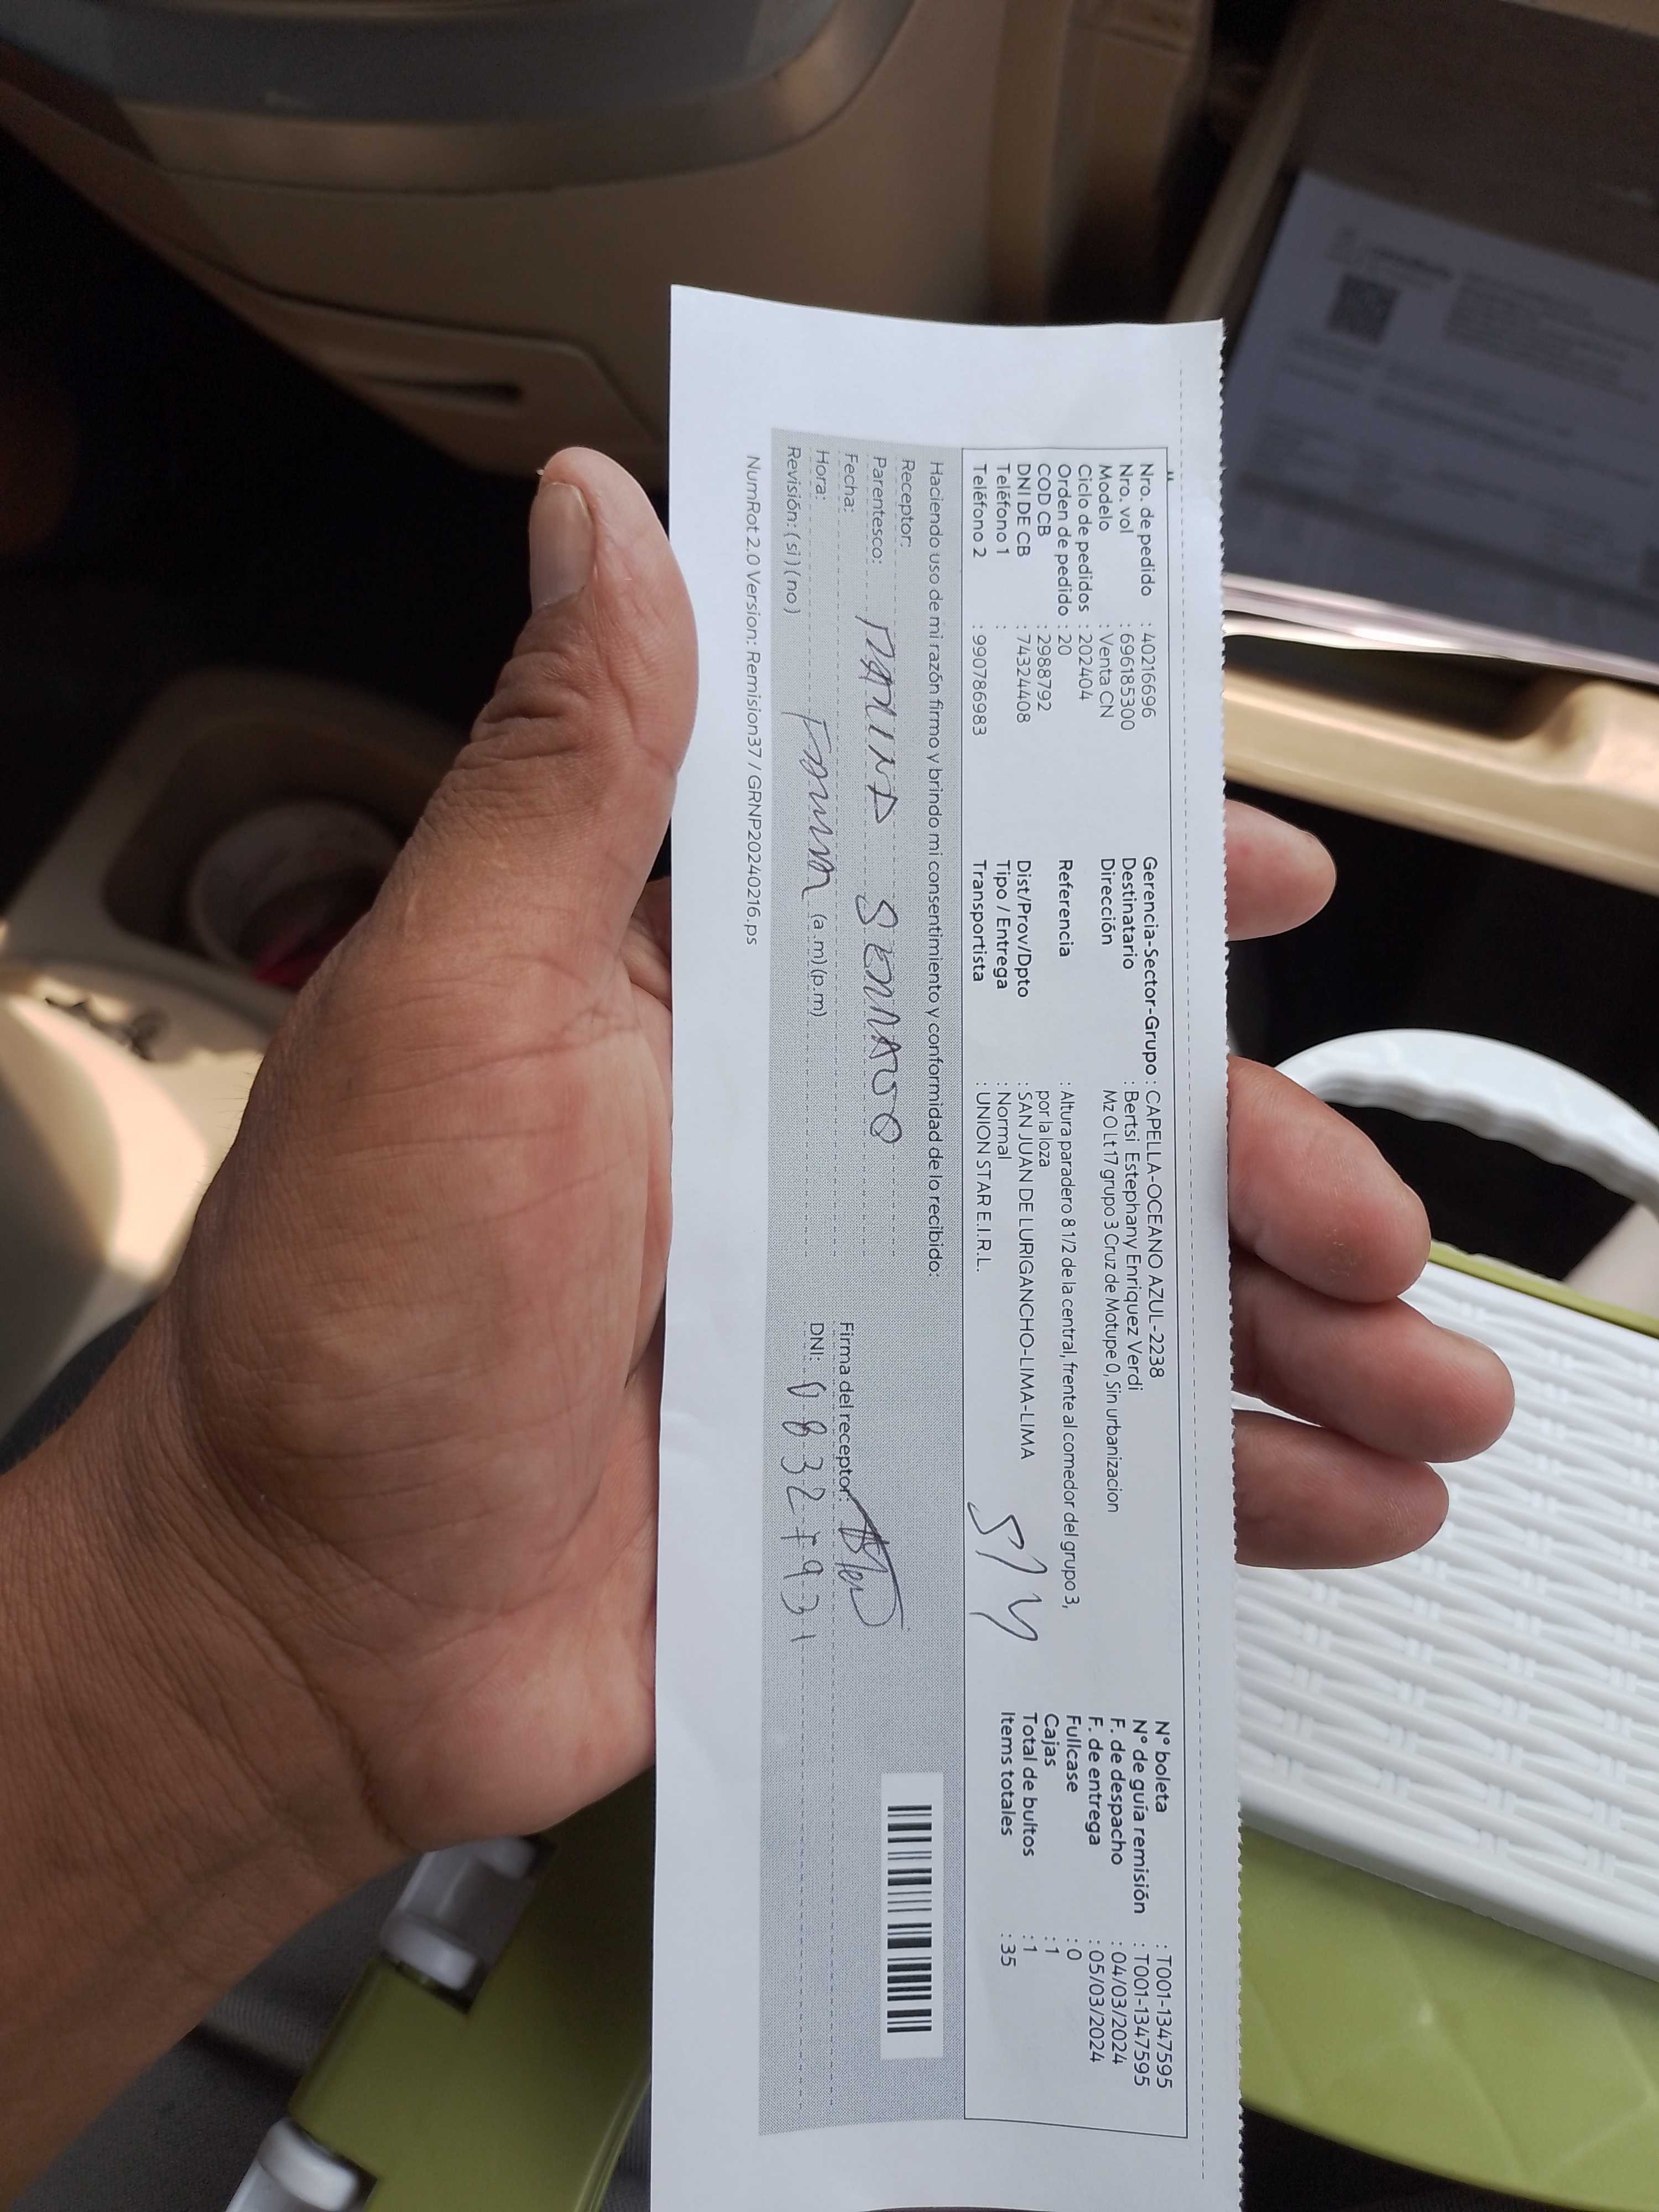 Nro. de pedido : 402166696
Nro. vol : 696185300
Modelo : Venta CN
Ciclo de pedidos : 202404
Orden de pedido : 20
COD CB : 2988792
DNI DE CB : 74324408
Teléfono 1 :
Teléfono 2 : 990786983
Gerencia-Sector-Grupo : CAPELLA-OCEANO AZUL-2238
Destinatario : Bertsi Estephany Enriquez Verdi
Dirección Mz O Lt 17 grupo 3 Cruz de Motupe 0, Sin urbanizacion
Referencia : Altura paradero 8 1/2 de la central, frente al comedor del grupo 3,
por la loza
Dist/Prov/Dpto : SAN JUAN DE LURIGANCHO-LIMA-LIMA
Tipo / Entrega : Normal
Transportista : UNION STAR E.I.R.L.
N° boleta : T001-1347595
N° de guía remisión : T001-1347595
F. de despacho : 04/03/2024
F. de entrega : 05/03/2024
Fullcase : 0
Cajas : 1
Total de bultos : 1
Items totales : 35
Haciendo uso de mi razón firmo y brindo mi consentimiento y conformidad de lo recibido:
Receptor:
Parentesco:
Fecha:
Hora: (a.m)(p.m)
Revisión: (si) (no)
Firma del receptor:
DNI: 08327931
NumRot 2.0 Version: Remision37 / GRNP20240216.ps